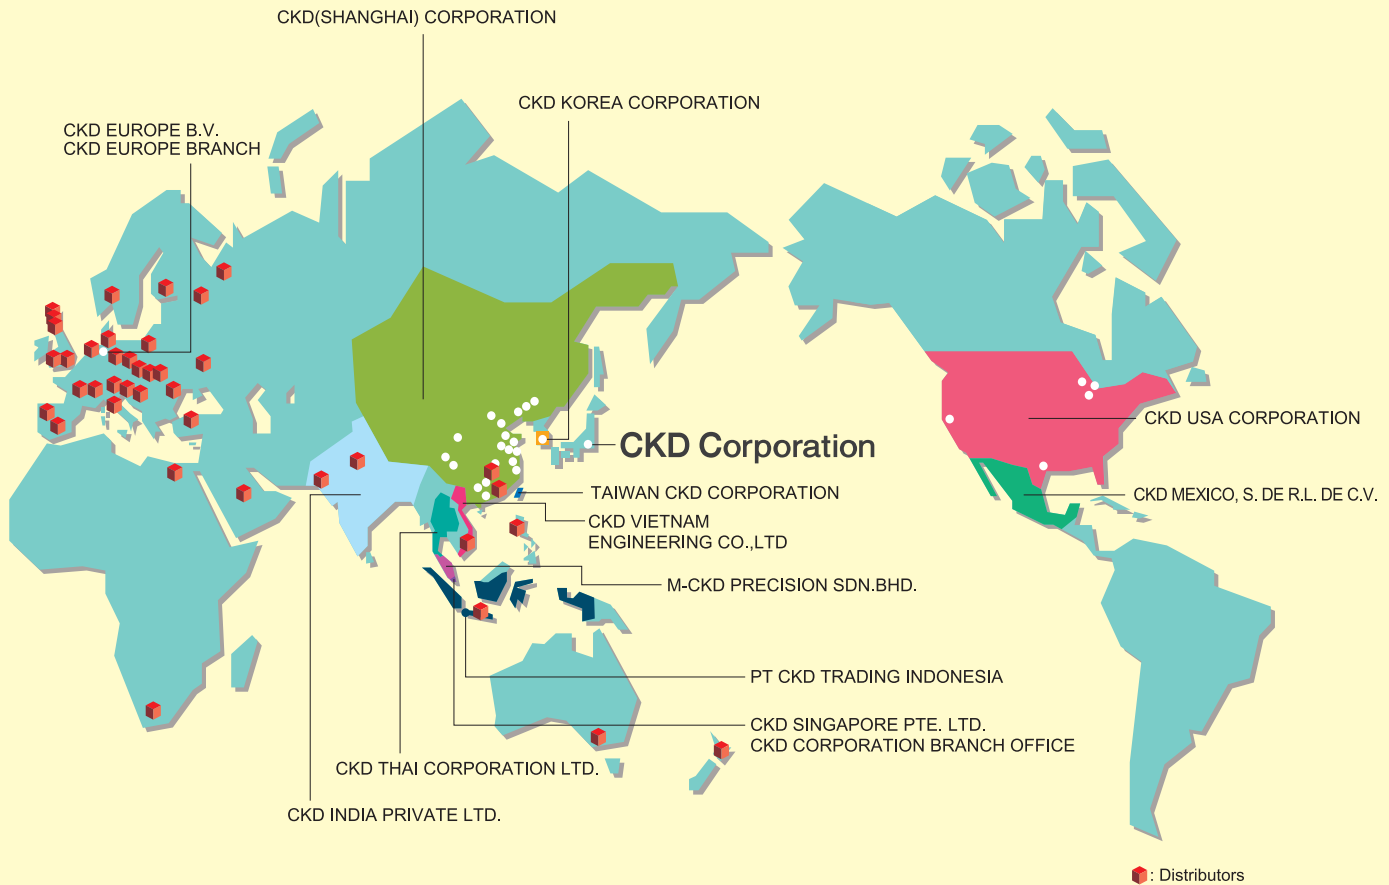 CKD(SHANGHAI) CORPORATION
CKD KOREA CORPORATION
CKD EUROPE B.V.
CKD EUROPE BRANCH
CKD USA CORPORATION
CKD Corporation
TAIWAN CKD CORPORATION
CKD MEXICO, S. DE R.L. DE C.V.
CKD VIETNAM
ENGINEERING CO.,LTD
M-CKD PRECISION SDN.BHD.
PT CKD TRADING INDONESIA
CKD SINGAPORE PTE. LTD.
CKD CORPORATION BRANCH OFFICE
CKD THAI CORPORATION LTD.
CKD INDIA PRIVATE LTD.
: Distributors